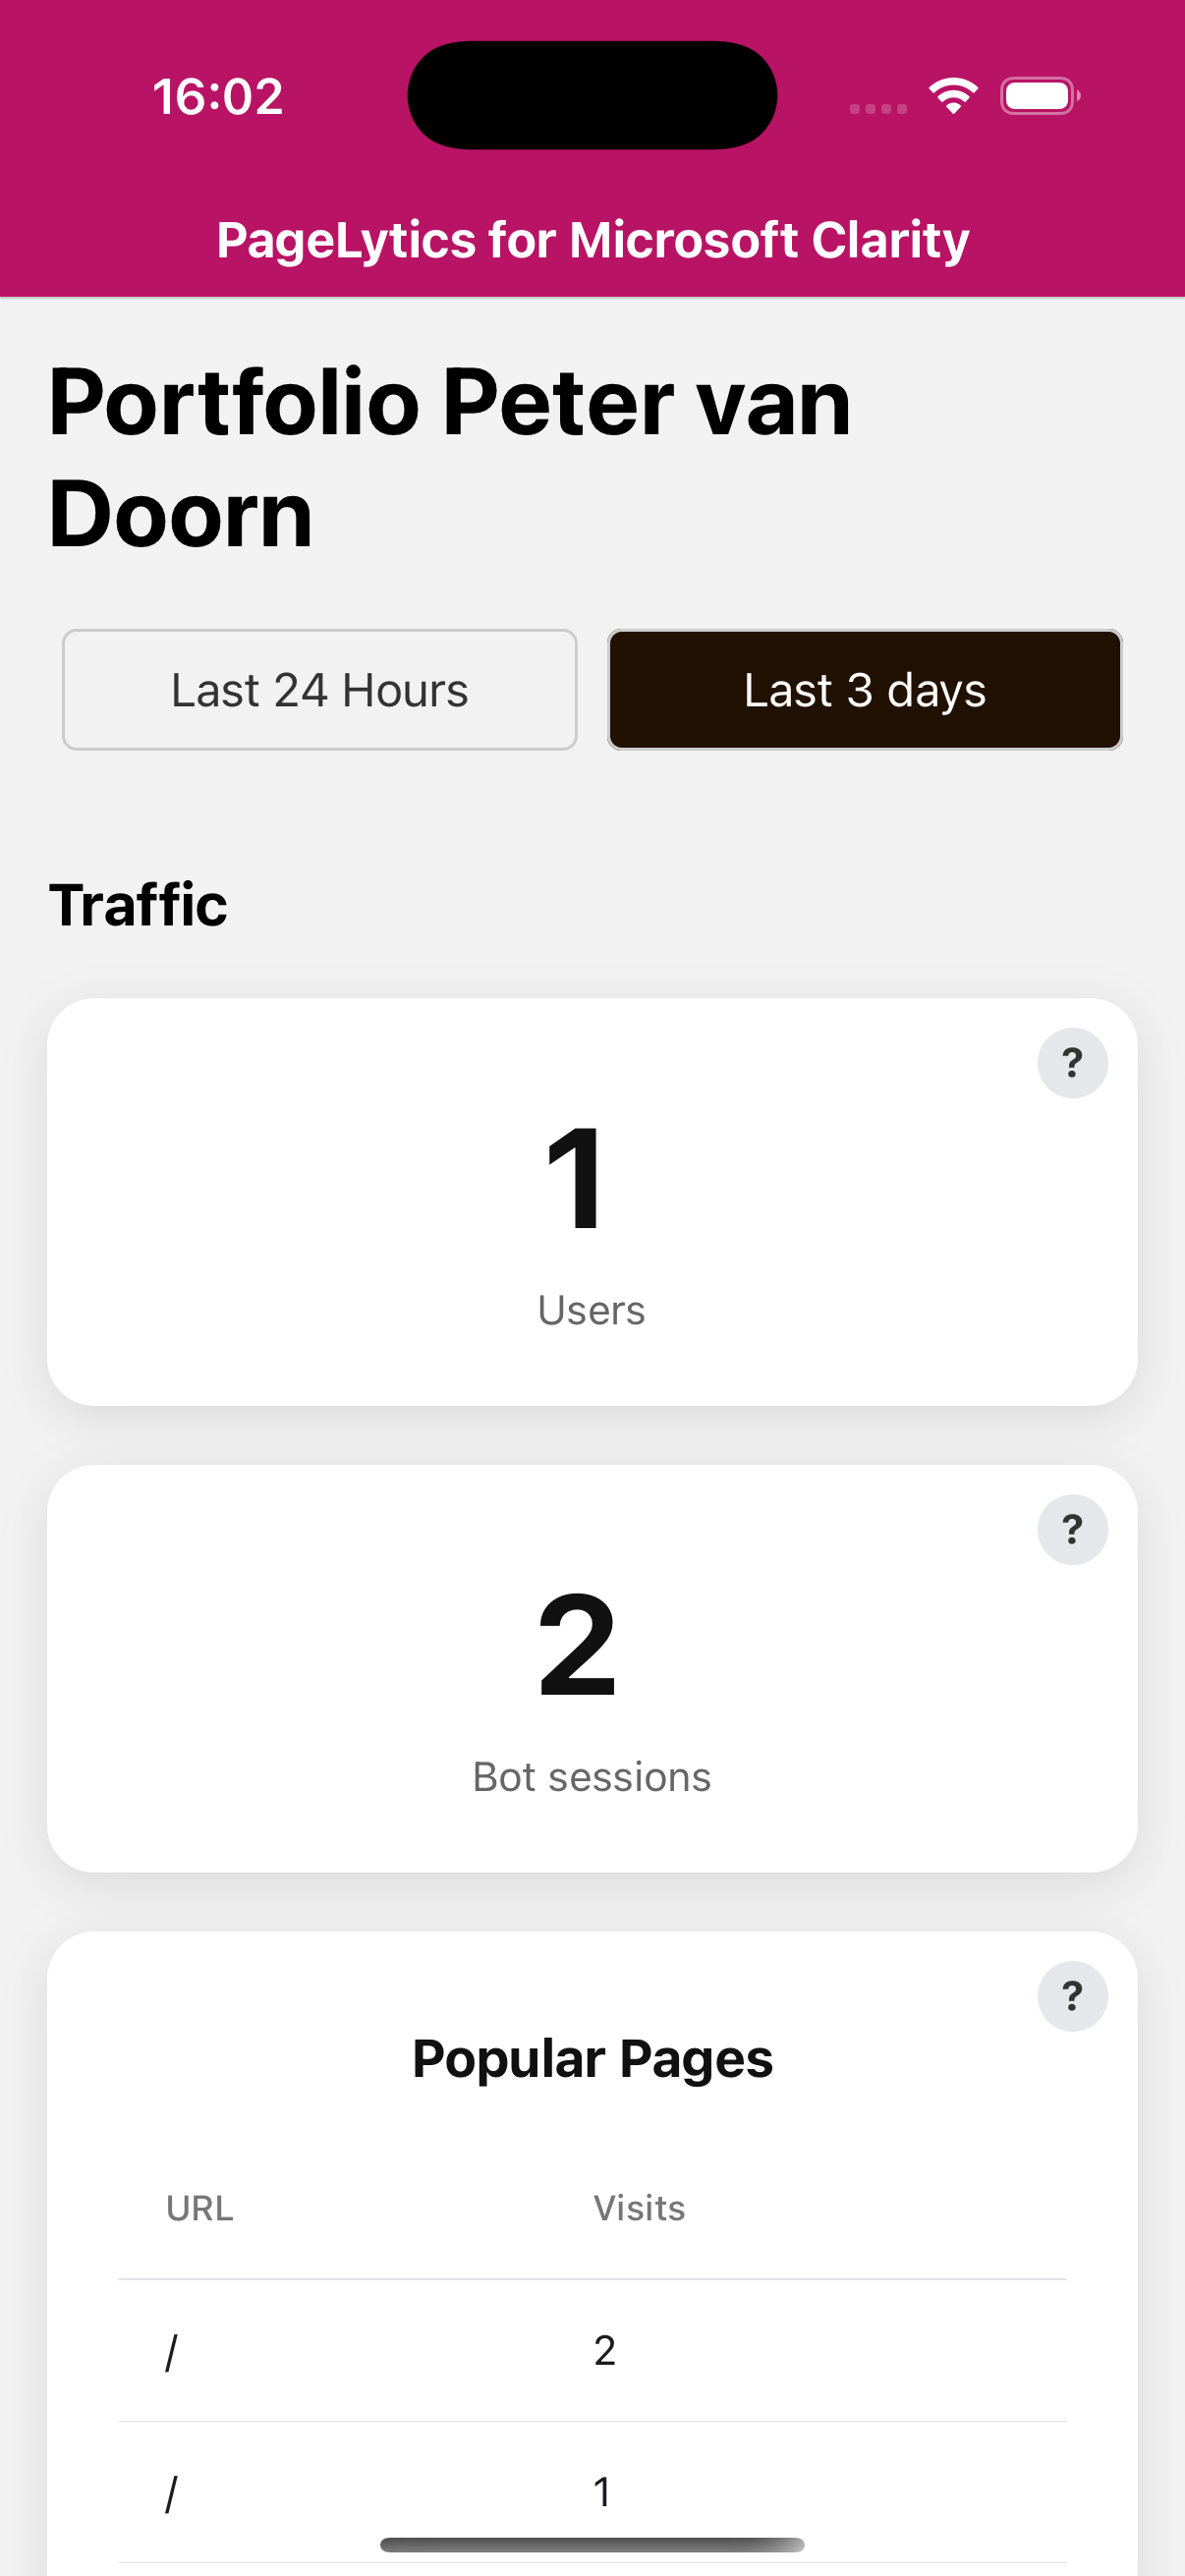 16:02
PageLytics for Microsoft Clarity
Portfolio Peter van
Doorn
Last 24 Hours
Last 3 days
Traffic
?
1
Users
?
2
Bot sessions
?
Popular Pages
URL Visits
/ 2
/ 1